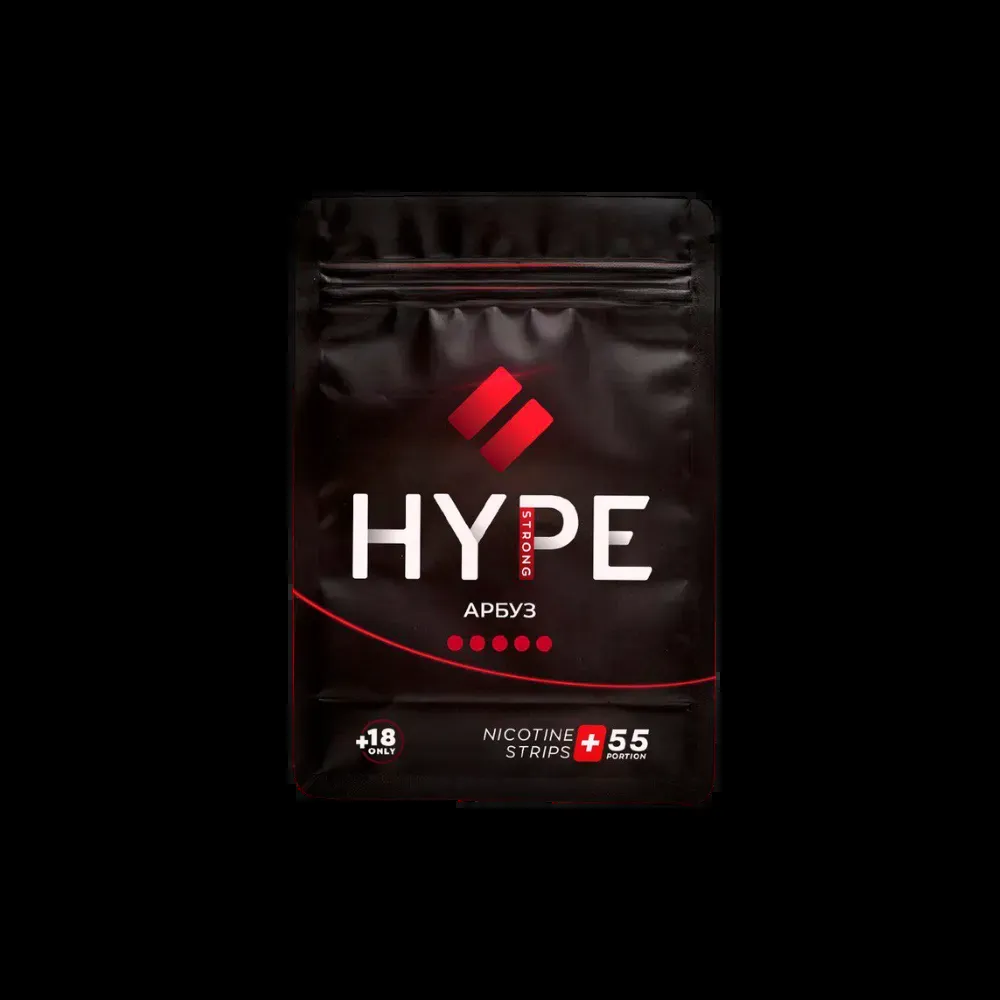 HYPE
STRONG
АРБУЗ
+18
ONLY
NICOTINE
STRIPS
+55
PORTION